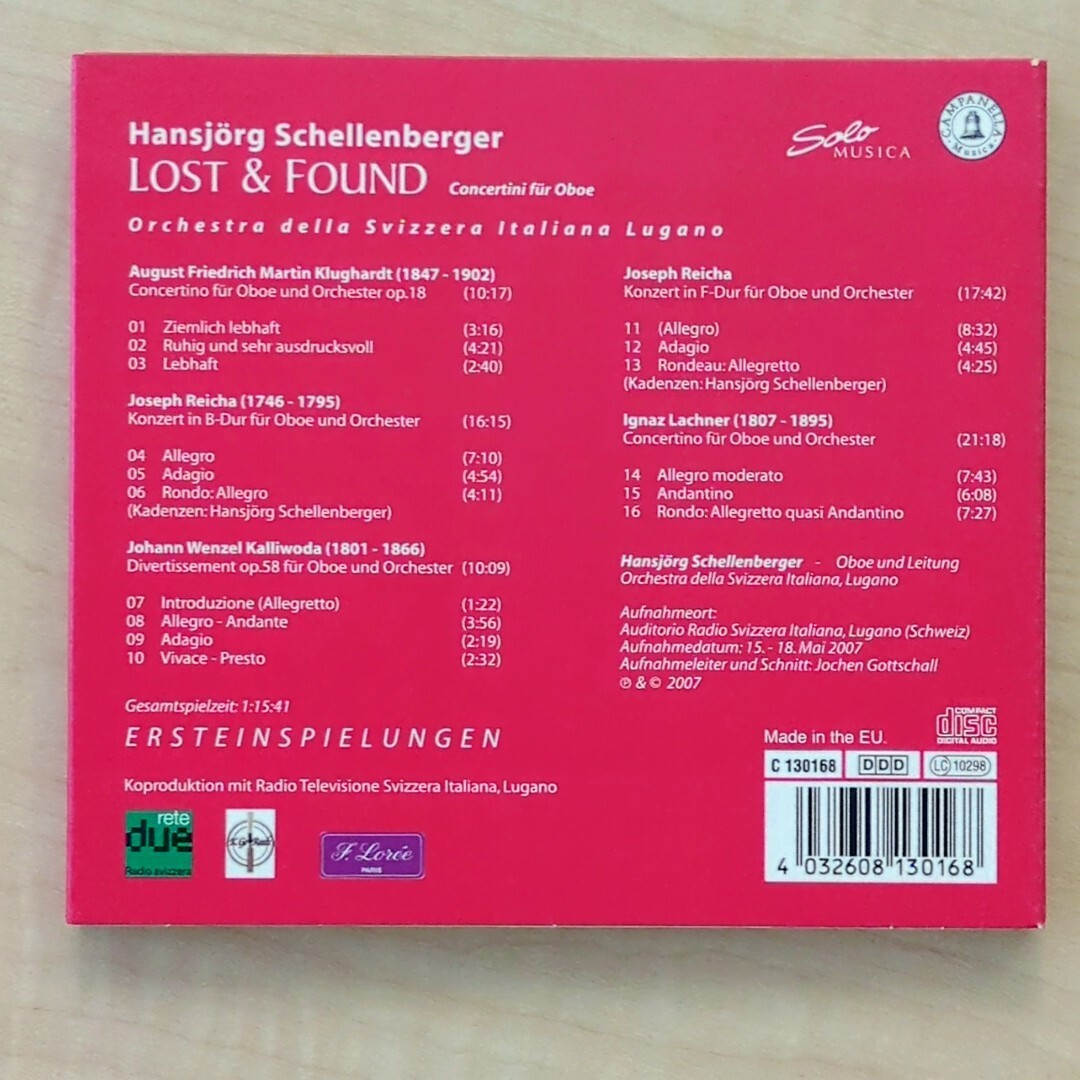 Hansjörg Schellenberger
LOST & FOUND Concertini für Oboe
Orchestra della Svizzera Italiana Lugano
Solo
MUSICA
CAMPANELLA
Musica
August Friedrich Martin Klughardt (1847 - 1902)
Concertino für Oboe und Orchester op.18 (10:17)
01 Ziemlich lebhaft (3:16)
02 Ruhig und sehr ausdrucksvoll (4:21)
03 Lebhaft (2:40)
Joseph Reicha (1746 - 1795)
Konzert in B-Dur für Oboe und Orchester (16:15)
04 Allegro (7:10)
05 Adagio (4:54)
06 Rondo: Allegro (4:11)
(Kadenzen: Hansjörg Schellenberger)
Johann Wenzel Kalliwoda (1801 - 1866)
Divertissement op.58 für Oboe und Orchester (10:09)
07 Introduzione (Allegretto) (1:22)
08 Allegro - Andante (3:56)
09 Adagio (2:19)
10 Vivace - Presto (2:32)
Gesamtspielzeit: 1:15:41
ERSTEINSPIELUNGEN
Koproduktion mit Radio Televisione Svizzera Italiana, Lugano
rete
due
Radio svizzera
F. Lorée
PARIS
Joseph Reicha
Konzert in F-Dur für Oboe und Orchester (17:42)
11 (Allegro) (8:32)
12 Adagio (4:45)
13 Rondeau: Allegretto (4:25)
(Kadenzen: Hansjörg Schellenberger)
Ignaz Lachner (1807 - 1895)
Concertino für Oboe und Orchester (21:18)
14 Allegro moderato (7:43)
15 Andantino (6:08)
16 Rondo: Allegretto quasi Andantino (7:27)
Hansjörg Schellenberger - Oboe und Leitung
Orchestra della Svizzera Italiana, Lugano
Aufnahmeort:
Auditorio Radio Svizzera Italiana, Lugano (Schweiz)
Aufnahmedatum: 15. - 18. Mai 2007
Aufnahmeleiter und Schnitt: Jochen Gottschall
℗ & © 2007
COMPACT
disc
DIGITAL AUDIO
Made in the EU.
C 130168 DDD LC 10298
4 032608 130168